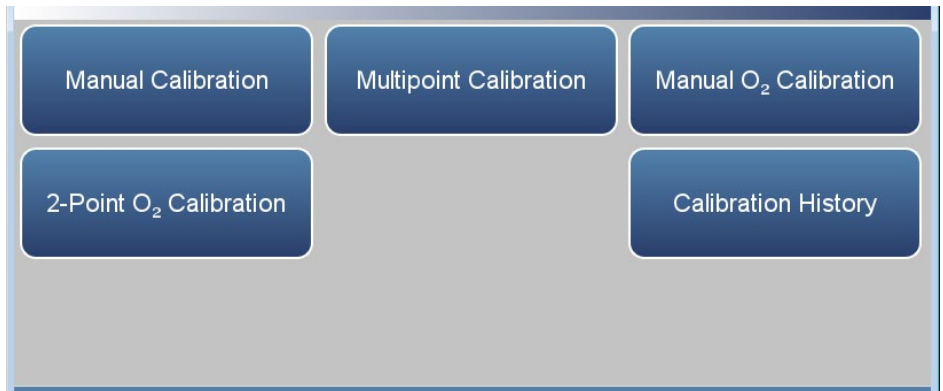 Manual Calibration
Multipoint Calibration
Manual O₂ Calibration
2-Point O₂ Calibration
Calibration History